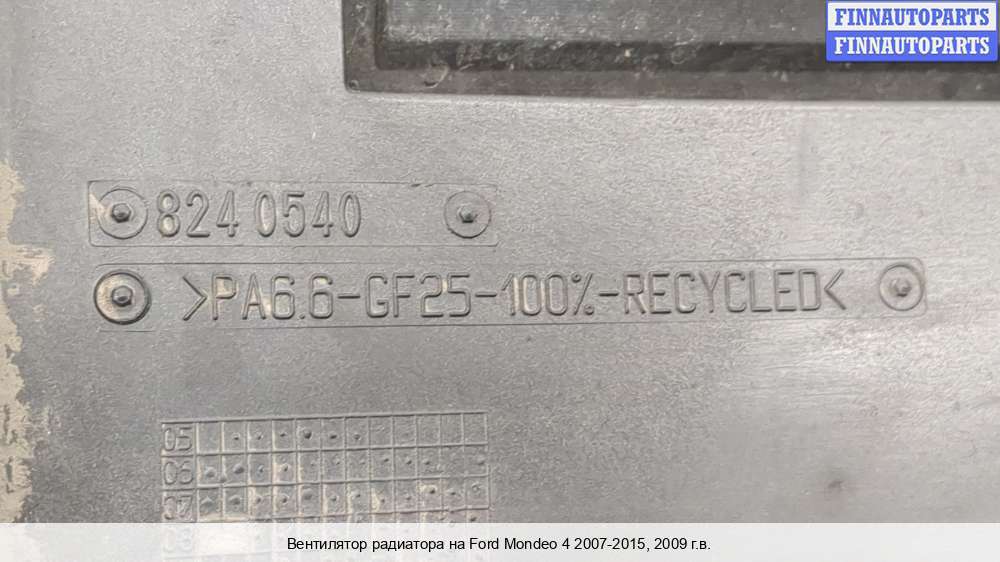 FINNAUTOPARTS
FINNAUTOPARTS
8240540
>PA6.6-GF25-100%-RECYCLED<
05
06
07
08
Вентилятор радиатора на Ford Mondeo 4 2007-2015, 2009 г.в.